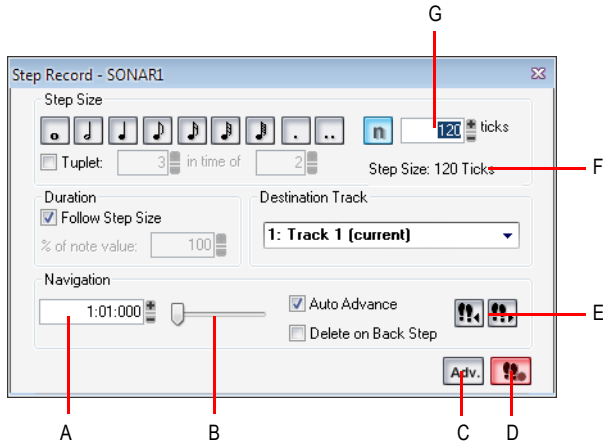 G
Step Record - SONAR1
Step Size
. .. n 120 ticks
Tuplet: 3 in time of 2
Step Size: 120 Ticks
F
Duration
Destination Track
Follow Step Size
1: Track 1 (current)
% of note value: 100
Navigation
1:01:000
Auto Advance
Delete on Back Step
E
Adv.
A B C D